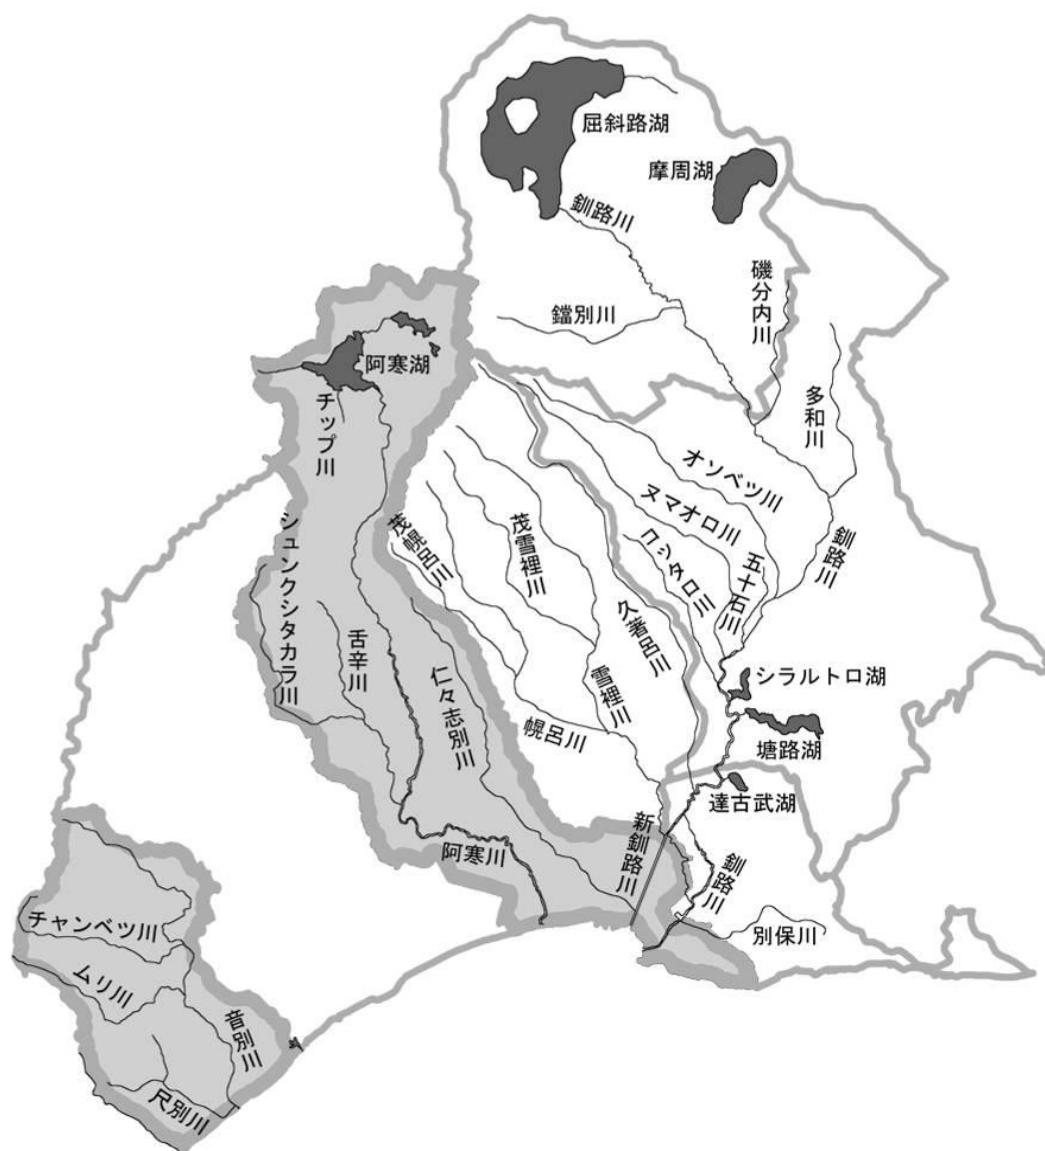 屈斜路湖
摩周湖
釧路川
磯分内川
鐺別川
阿寒湖
チップ川
多和川
オソベツ川
ヌマオロ川
釧路川
茂幌呂川
茂雪裡川
コッタロ川
五十石川
シュンクシタカラ川
舌辛川
仁々志別川
久著呂川
雪裡川
幌呂川
シラルトロ湖
塘路湖
達古武湖
新釧路川
阿寒川
釧路川
別保川
チャンベツ川
ムリ川
音別川
尺別川